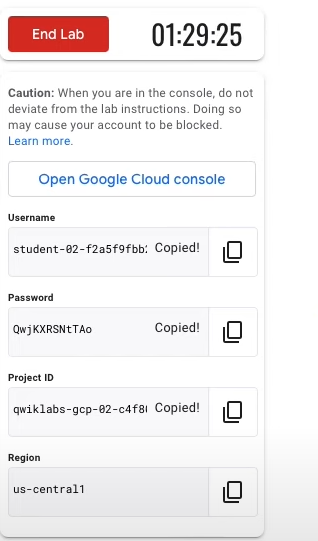 End Lab
01:29:25
Caution: When you are in the console, do not
deviate from the lab instructions. Doing so
may cause your account to be blocked.
Learn more.
Open Google Cloud console
Username
student-02-f2a5f9fbb Copied!
Password
QwjKXRSNtTAo Copied!
Project ID
qwiklabs-gcp-02-c4f8 Copied!
Region
us-central1